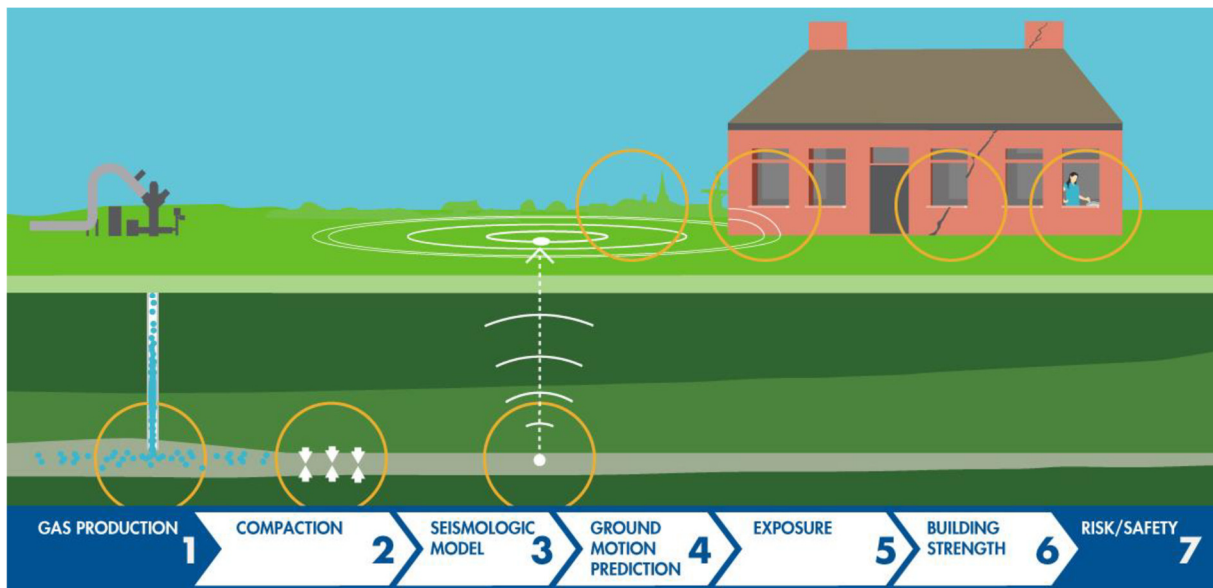 GAS PRODUCTION
1
COMPACTION
2
SEISMOLOGIC
MODEL
3
GROUND
MOTION
PREDICTION
4
EXPOSURE
5
BUILDING
STRENGTH
6
RISK/SAFETY
7